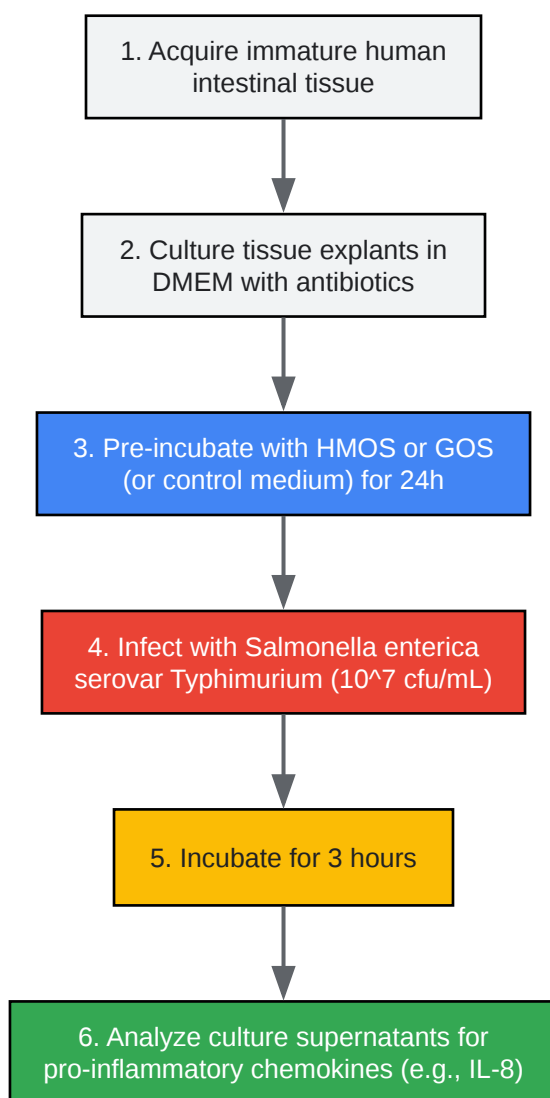 1. Acquire immature human
intestinal tissue
2. Culture tissue explants in
DMEM with antibiotics
3. Pre-incubate with HMOS or GOS
(or control medium) for 24h
4. Infect with Salmonella enterica
serovar Typhimurium (10^7 cfu/mL)
5. Incubate for 3 hours
6. Analyze culture supernatants for
pro-inflammatory chemokines (e.g., IL-8)